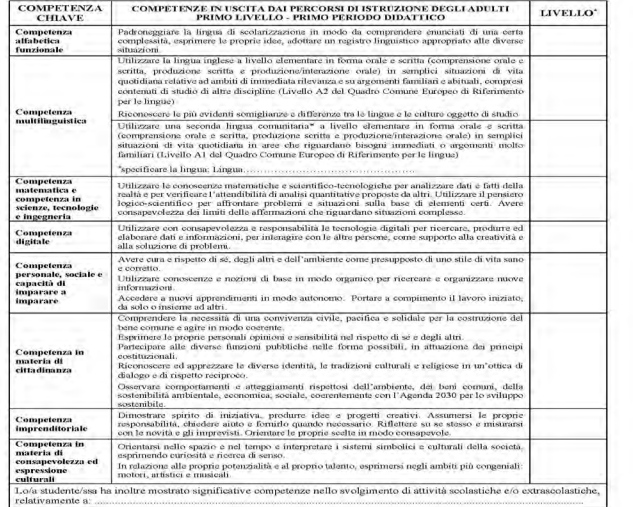 COMPETENZA CHIAVE
COMPETENZE IN USCITA DAI PERCORSI DI ISTRUZIONE DEGLI ADULTI
PRIMO LIVELLO - PRIMO PERIODO DIDATTICO
LIVELLO*
Competenza
alfabetica
funzionale
Padroneggiare la lingua di scolarizzazione in modo da comprendere enunciati di una certa
complessità, esprimere le proprie idee, adottare un registro linguistico appropriato alle diverse
situazioni.
Competenza
multilinguistica
Utilizzare la lingua inglese a livello elementare in forma orale e scritta (comprensione orale e
scritta, produzione scritta e produzione/interazione orale) in semplici situazioni di vita
quotidiana relative ad ambiti di immediata rilevanza e su argomenti familiari e abituali, compresi
contenuti di studio di altre discipline (Livello A2 del Quadro Comune Europeo di Riferimento
per le lingue)
Riconoscere le più evidenti somiglianze e differenze tra le lingue e le culture oggetto di studio
Utilizzare una seconda lingua comunitaria* a livello elementare in forma orale e scritta
(comprensione orale e scritta, produzione scritta e produzione/interazione orale) in semplici
situazioni di vita quotidiana in aree che riguardano bisogni immediati o argomenti molto
familiari (Livello A1 del Quadro Comune Europeo di Riferimento per le lingue)
*specificare la lingua: Lingua……………………………………………
Competenza
matematica e
competenza in
scienze, tecnologie
e ingegneria
Utilizzare le conoscenze matematiche e scientifico-tecnologiche per analizzare dati e fatti della
realtà e per verificare l'attendibilità di analisi quantitative proposte da altri. Utilizzare il pensiero
logico-scientifico per affrontare problemi e situazioni sulla base di elementi certi. Avere
consapevolezza dei limiti delle affermazioni che riguardano situazioni complesse.
Competenza
digitale
Utilizzare con consapevolezza e responsabilità le tecnologie digitali per ricercare, produrre ed
elaborare dati e informazioni, per interagire con le altre persone, come supporto alla creatività e
alla soluzione di problemi.
Competenza
personale, sociale e
capacità di
imparare a
imparare
Avere cura e rispetto di sé, degli altri e dell'ambiente come presupposto di uno stile di vita sano
e corretto.
Utilizzare conoscenze e nozioni di base in modo organico per ricercare e organizzare nuove
informazioni.
Accedere a nuovi apprendimenti in modo autonomo. Portare a compimento il lavoro iniziato,
da solo o insieme ad altri.
Competenza in
materia di
cittadinanza
Comprendere la necessità di una convivenza civile, pacifica e solidale per la costruzione del
bene comune e agire in modo coerente.
Esprimere le proprie personali opinioni e sensibilità nel rispetto di sé e degli altri.
Partecipare alle diverse funzioni pubbliche nelle forme possibili, in attuazione dei principi
costituzionali.
Riconoscere ed apprezzare le diverse identità, le tradizioni culturali e religiose in un'ottica di
dialogo e di rispetto reciproco.
Osservare comportamenti e atteggiamenti rispettosi dell'ambiente, dei beni comuni, della
sostenibilità ambientale, economica, sociale, coerentemente con l'Agenda 2030 per lo sviluppo
sostenibile.
Competenza
imprenditoriale
Dimostrare spirito di iniziativa, produrre idee e progetti creativi. Assumersi le proprie
responsabilità, chiedere aiuto e fornirlo quando necessario. Riflettere su se stesso e misurarsi
con le novità e gli imprevisti. Orientare le proprie scelte in modo consapevole.
Competenza in
materia di
consapevolezza ed
espressione
culturali
Orientarsi nello spazio e nel tempo e interpretare i sistemi simbolici e culturali della società,
esprimendo curiosità e ricerca di senso.
In relazione alle proprie potenzialità e al proprio talento, esprimersi negli ambiti più congeniali:
motori, artistici e musicali.
Lo/a studente/ssa ha inoltre mostrato significative competenze nello svolgimento di attività scolastiche e/o extrascolastiche,
relativamente a: ………………………………………………………………………………